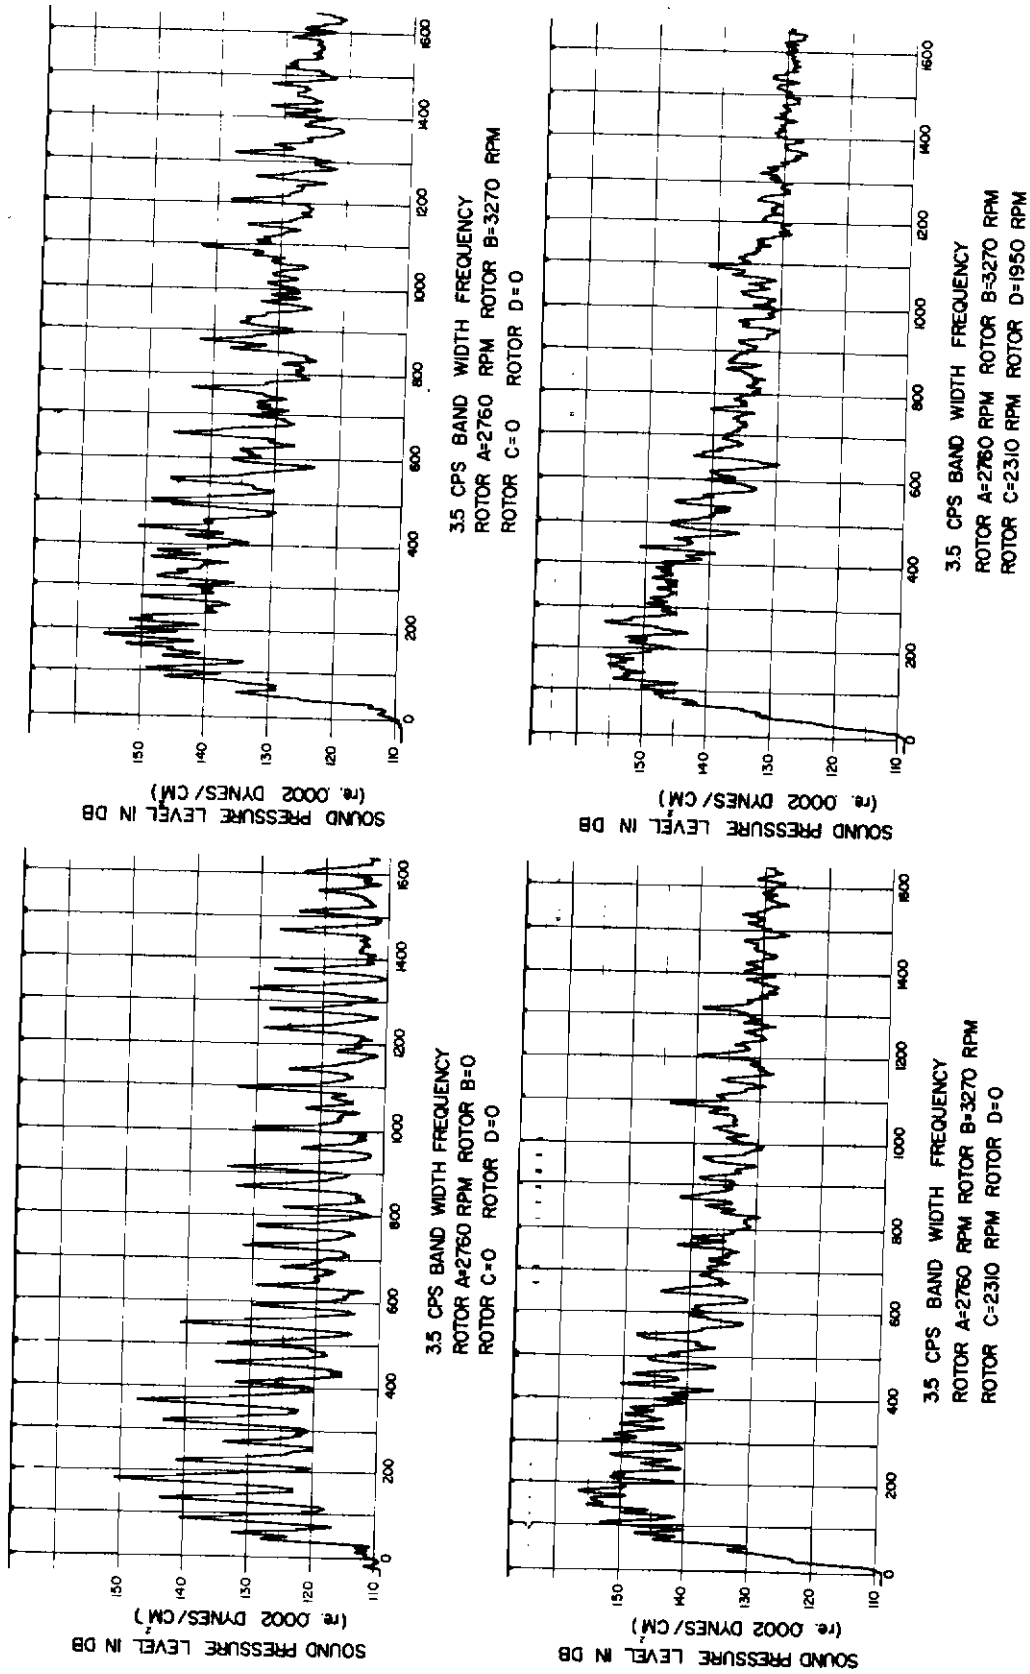 SOUND PRESSURE LEVEL IN DB
(re. .0002 DYNES/CM²)
150
140
130
120
110
0
200
400
600
800
1000
1200
1400
1600
3.5 CPS BAND WIDTH FREQUENCY
ROTOR A=2760 RPM ROTOR B=0
ROTOR C=0 ROTOR D=0
SOUND PRESSURE LEVEL IN DB
(re. .0002 DYNES/CM²)
150
140
130
120
110
0
200
400
600
800
1000
1200
1400
1600
3.5 CPS BAND WIDTH FREQUENCY
ROTOR A=2760 RPM ROTOR B=3270 RPM
ROTOR C=0 ROTOR D=0
SOUND PRESSURE LEVEL IN DB
(re. .0002 DYNES/CM²)
150
140
130
120
110
0
200
400
600
800
1000
1200
1400
1600
3.5 CPS BAND WIDTH FREQUENCY
ROTOR A=2760 RPM ROTOR B=3270 RPM
ROTOR C=2310 RPM ROTOR D=0
SOUND PRESSURE LEVEL IN DB
(re. .0002 DYNES/CM²)
150
140
130
120
110
0
200
400
600
800
1000
1200
1400
1600
3.5 CPS BAND WIDTH FREQUENCY
ROTOR A=2760 RPM ROTOR B=3270 RPM
ROTOR C=2310 RPM ROTOR D=1950 RPM